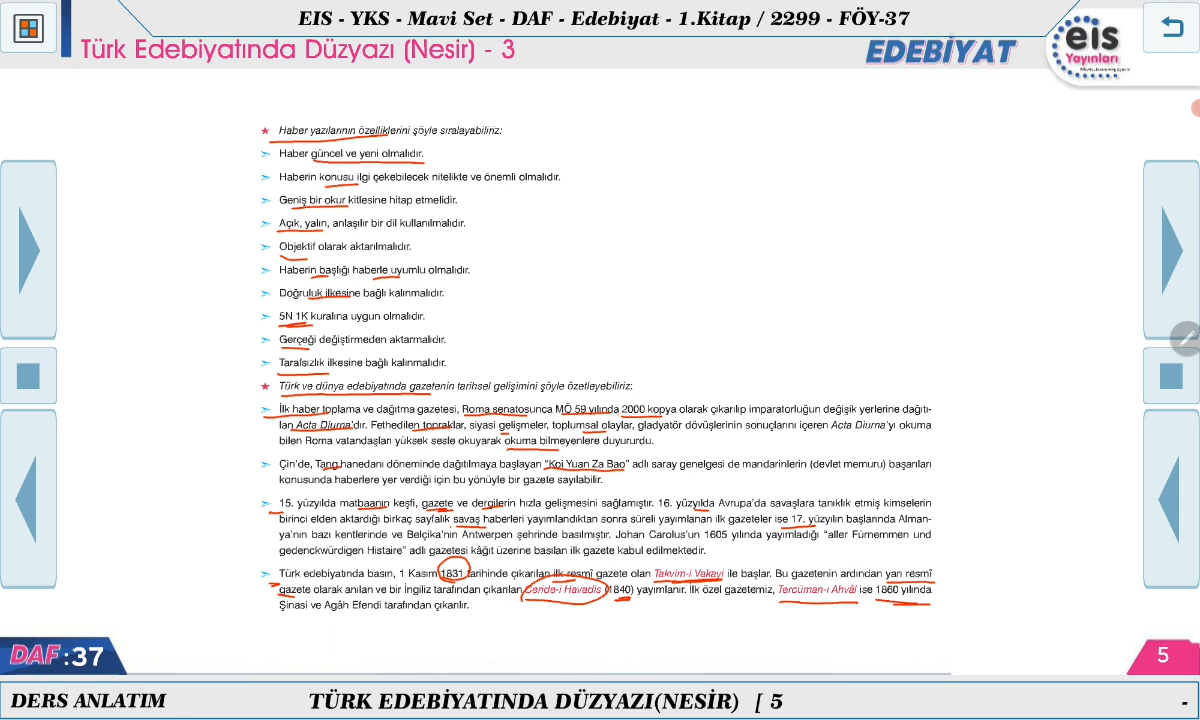 EIS - YKS - Mavi Set - DAF - Edebiyat - 1.Kitap / 2299 - FÖY-37
Türk Edebiyatında Düzyazı (Nesir) - 3
EDEBİYAT
eis
Yayınları
Haber yazılarının özelliklerini şöyle sıralayabiliriz:
Haber güncel ve yeni olmalıdır.
Haberin konusu ilgi çekebilecek nitelikte ve önemli olmalıdır.
Geniş bir okur kitlesine hitap etmelidir.
Açık, yalın, anlaşılır bir dil kullanılmalıdır.
Objektif olarak aktarılmalıdır.
Haberin başlığı haberle uyumlu olmalıdır.
Doğruluk ilkesine bağlı kalınmalıdır.
5N 1K kuralına uygun olmalıdır.
Gerçeği değiştirmeden aktarmalıdır.
Tarafsızlık ilkesine bağlı kalınmalıdır.
Türk ve dünya edebiyatında gazetenin tarihsel gelişimini şöyle özetleyebiliriz:
İlk haber toplama ve dağıtma gazetesi, Roma senatosunca MÖ 59 yılında 2000 kopya olarak çıkarılıp imparatorluğun değişik yerlerine dağıtı-
lan Acta Diurna'dır. Fethedilen topraklar, siyasi gelişmeler, toplumsal olaylar, gladyatör dövüşlerinin sonuçlarını içeren Acta Diurna'yı okuma
bilen Roma vatandaşları yüksek sesle okuyarak okuma bilmeyenlere duyururdu.
Çin'de, Tang hanedanı döneminde dağıtılmaya başlayan “Koi Yuan Za Bao” adlı saray genelgesi de mandarinlerin (devlet memuru) başarıları
konusunda haberlere yer verdiği için bu yönüyle bir gazete sayılabilir.
15. yüzyılda matbaanın keşfi, gazete ve dergilerin hızla gelişmesini sağlamıştır. 16. yüzyılda Avrupa'da savaşlara tanıklık etmiş kimselerin
birinci elden aktardığı birkaç sayfalık savaş haberleri yayımlandıktan sonra süreli yayımlanan ilk gazeteler ise 17. yüzyılın başlarında Alman-
ya'nın bazı kentlerinde ve Belçika'nın Antwerpen şehrinde basılmıştır. Johan Carolus'un 1605 yılında yayımladığı “aller Fürnemmen und
gedenckwürdigen Histaire” adlı gazetesi kâğıt üzerine basılan ilk gazete kabul edilmektedir.
Türk edebiyatında basın, 1 Kasım 1831 tarihinde çıkarılan ilk resmî gazete olan Takvim-i Vakayi ile başlar. Bu gazetenin ardından yarı resmî
gazete olarak anılan ve bir İngiliz tarafından çıkarılan Ceride-i Havadis (1840) yayımlanır. İlk özel gazetemiz, Tercüman-ı Ahvâl ise 1860 yılında
Şinasi ve Agâh Efendi tarafından çıkarılır.
DAF : 37
5
DERS ANLATIM
TÜRK EDEBİYATINDA DÜZYAZI(NESİR) [ 5
-